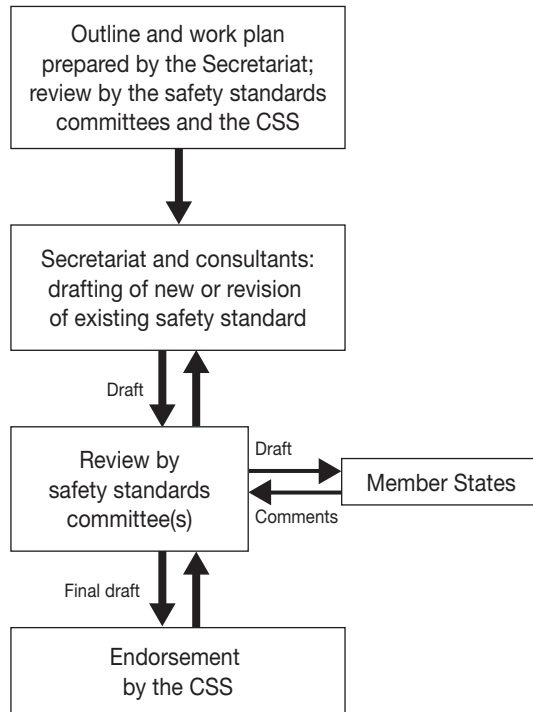 Outline and work plan
prepared by the Secretariat;
review by the safety standards
committees and the CSS
Secretariat and consultants:
drafting of new or revision
of existing safety standard
Draft
Review by
safety standards
committee(s)
Draft
Comments
Member States
Final draft
Endorsement
by the CSS